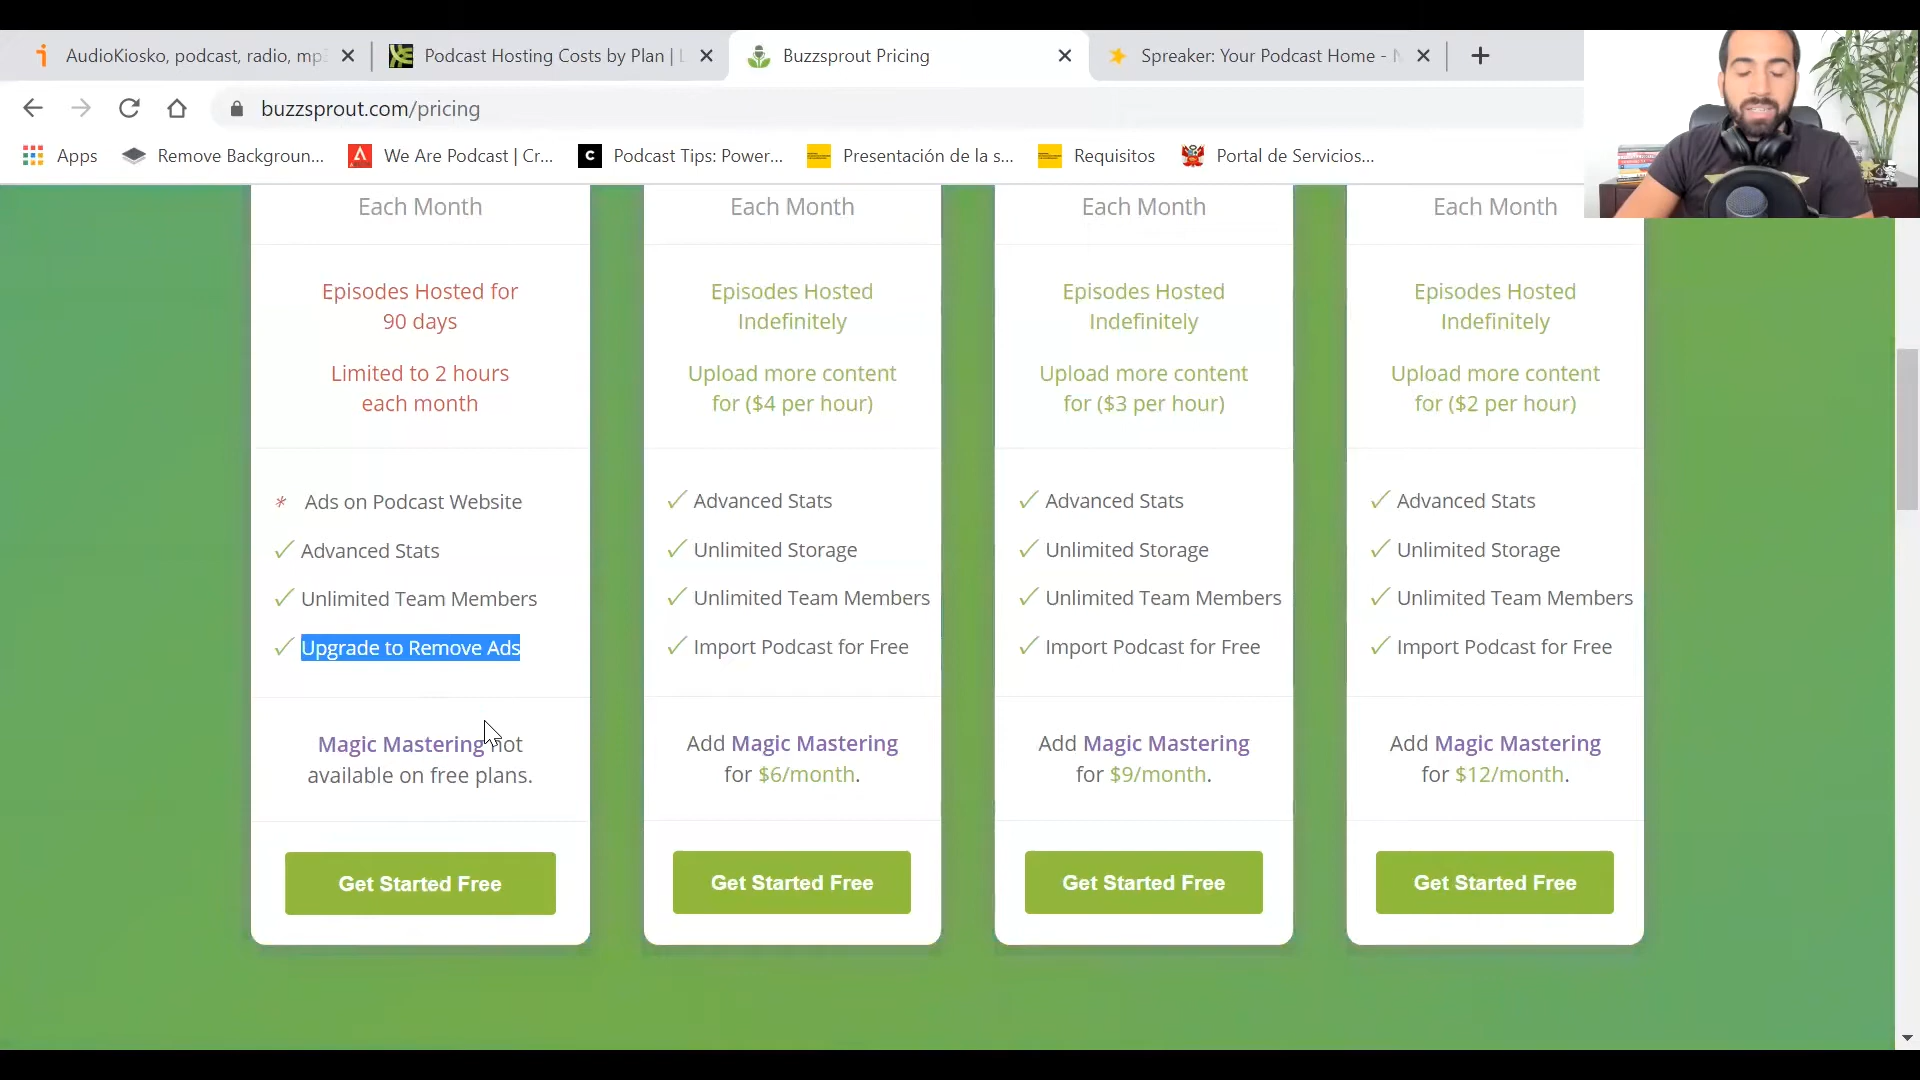 AudioKiosko, podcast, radio, mp
Podcast Hosting Costs by Plan |
Buzzsprout Pricing
Spreaker: Your Podcast Home -
buzzsprout.com/pricing
Apps
Remove Backgroun...
We Are Podcast | Cr...
Podcast Tips: Power...
Presentación de la s...
Requisitos
Portal de Servicios...
Each Month
Episodes Hosted for
90 days
Limited to 2 hours
each month
* Ads on Podcast Website
✓ Advanced Stats
✓ Unlimited Team Members
✓ Upgrade to Remove Ads
Magic Mastering not
available on free plans.
Get Started Free
Each Month
Episodes Hosted
Indefinitely
Upload more content
for ($4 per hour)
✓ Advanced Stats
✓ Unlimited Storage
✓ Unlimited Team Members
✓ Import Podcast for Free
Add Magic Mastering
for $6/month.
Get Started Free
Each Month
Episodes Hosted
Indefinitely
Upload more content
for ($3 per hour)
✓ Advanced Stats
✓ Unlimited Storage
✓ Unlimited Team Members
✓ Import Podcast for Free
Add Magic Mastering
for $9/month.
Get Started Free
Each Month
Episodes Hosted
Indefinitely
Upload more content
for ($2 per hour)
✓ Advanced Stats
✓ Unlimited Storage
✓ Unlimited Team Members
✓ Import Podcast for Free
Add Magic Mastering
for $12/month.
Get Started Free